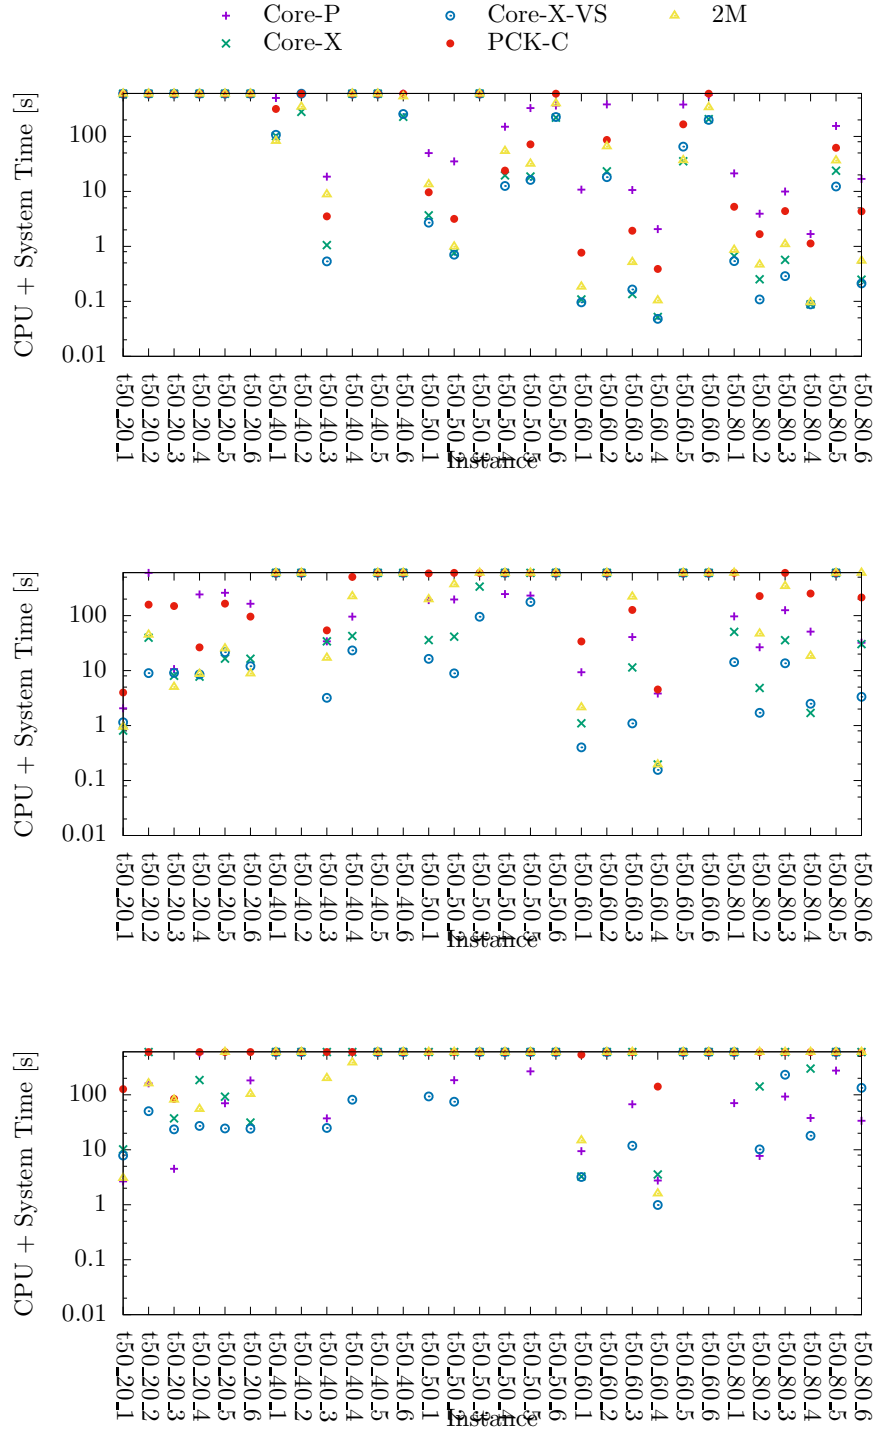 Core-P Core-X-VS 2M
Core-X PCK-C
CPU + System Time [s]
100
10
1
0.1
0.01
t50_20_1
t50_20_2
t50_20_3
t50_20_4
t50_20_5
t50_20_6
t50_40_1
t50_40_2
t50_40_3
t50_40_4
t50_40_5
t50_40_6
t50_50_1
t50_50_2
t50_50_3
t50_50_4
t50_50_5
t50_50_6
t50_60_1
t50_60_2
t50_60_3
t50_60_4
t50_60_5
t50_60_6
t50_80_1
t50_80_2
t50_80_3
t50_80_4
t50_80_5
t50_80_6
Instance
CPU + System Time [s]
100
10
1
0.1
0.01
t50_20_1
t50_20_2
t50_20_3
t50_20_4
t50_20_5
t50_20_6
t50_40_1
t50_40_2
t50_40_3
t50_40_4
t50_40_5
t50_40_6
t50_50_1
t50_50_2
t50_50_3
t50_50_4
t50_50_5
t50_50_6
t50_60_1
t50_60_2
t50_60_3
t50_60_4
t50_60_5
t50_60_6
t50_80_1
t50_80_2
t50_80_3
t50_80_4
t50_80_5
t50_80_6
Instance
CPU + System Time [s]
100
10
1
0.1
0.01
t50_20_1
t50_20_2
t50_20_3
t50_20_4
t50_20_5
t50_20_6
t50_40_1
t50_40_2
t50_40_3
t50_40_4
t50_40_5
t50_40_6
t50_50_1
t50_50_2
t50_50_3
t50_50_4
t50_50_5
t50_50_6
t50_60_1
t50_60_2
t50_60_3
t50_60_4
t50_60_5
t50_60_6
t50_80_1
t50_80_2
t50_80_3
t50_80_4
t50_80_5
t50_80_6
Instance